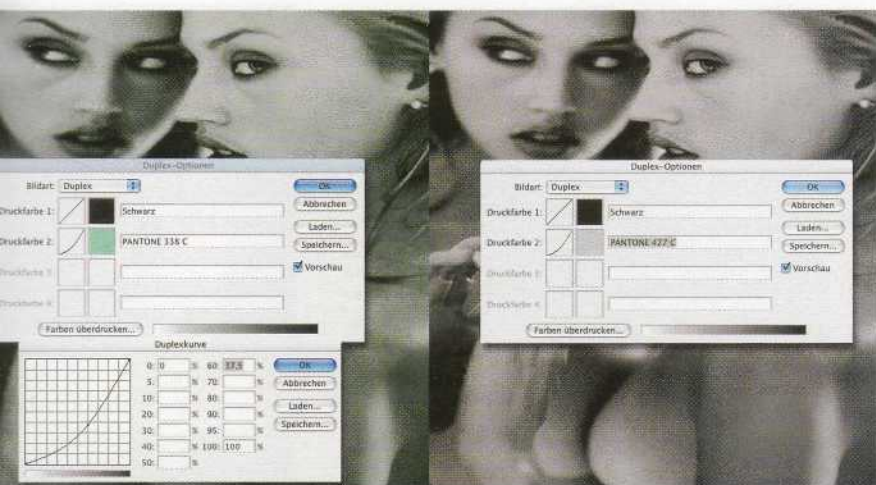 Duplex-Optionen
Bildart: Duplex
OK
Druckfarbe 1: Schwarz
Abbrechen
Laden...
Druckfarbe 2: PANTONE 338 C
Speichern...
Druckfarbe 3:
Vorschau
Druckfarbe 4:
Farben überdrucken...
Duplexkurve
0: 0 % 60: 37,5 % OK
5: % 70: % Abbrechen
10: % 80: %
20: % 90: % Laden...
30: % 95: % Speichern...
40: % 100: 100 %
50: %
Duplex-Optionen
Bildart: Duplex
OK
Druckfarbe 1: Schwarz
Abbrechen
Laden...
Druckfarbe 2: PANTONE 427 C
Speichern...
Druckfarbe 3:
Vorschau
Druckfarbe 4:
Farben überdrucken...